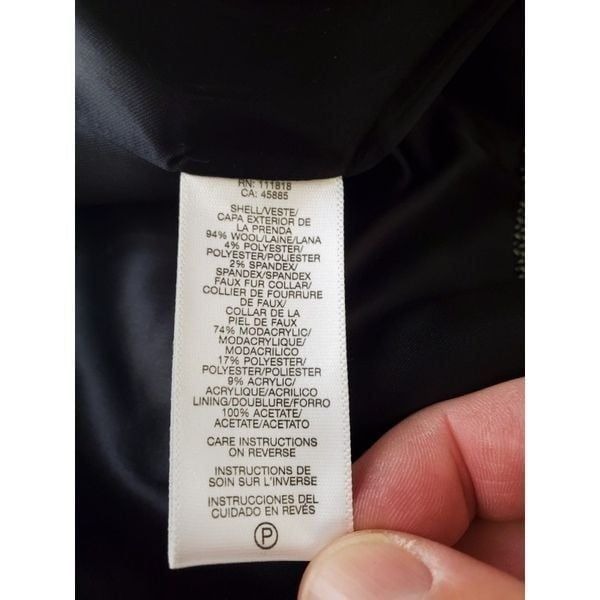 RN: 111818
CA: 45885
SHELL/VESTE/
CAPA EXTERIOR DE
LA PRENDA
94% WOOL/LAINE/LANA
4% POLYESTER/
POLYESTER/POLIESTER
2% SPANDEX/
SPANDEX/SPANDEX
FAUX FUR COLLAR/
COLLIER DE FOURRURE
DE FAUX/
COLLAR DE LA
PIEL DE FAUX
74% MODACRYLIC/
MODACRYLIQUE/
MODACRILICO
17% POLYESTER/
POLYESTER/POLIESTER
9% ACRYLIC/
ACRYLIQUE/ACRILICO
LINING/DOUBLURE/FORRO
100% ACETATE/
ACETATE/ACETATO
CARE INSTRUCTIONS
ON REVERSE
INSTRUCTIONS DE
SOIN SUR L'INVERSE
INSTRUCCIONES DEL
CUIDADO EN REVÉS
P